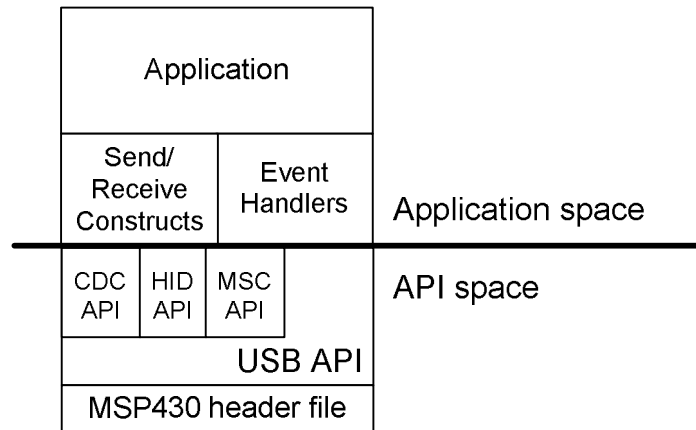 Application
Send/
Receive
Constructs
Event
Handlers
Application space
CDC
API
HID
API
MSC
API
API space
USB API
MSP430 header file